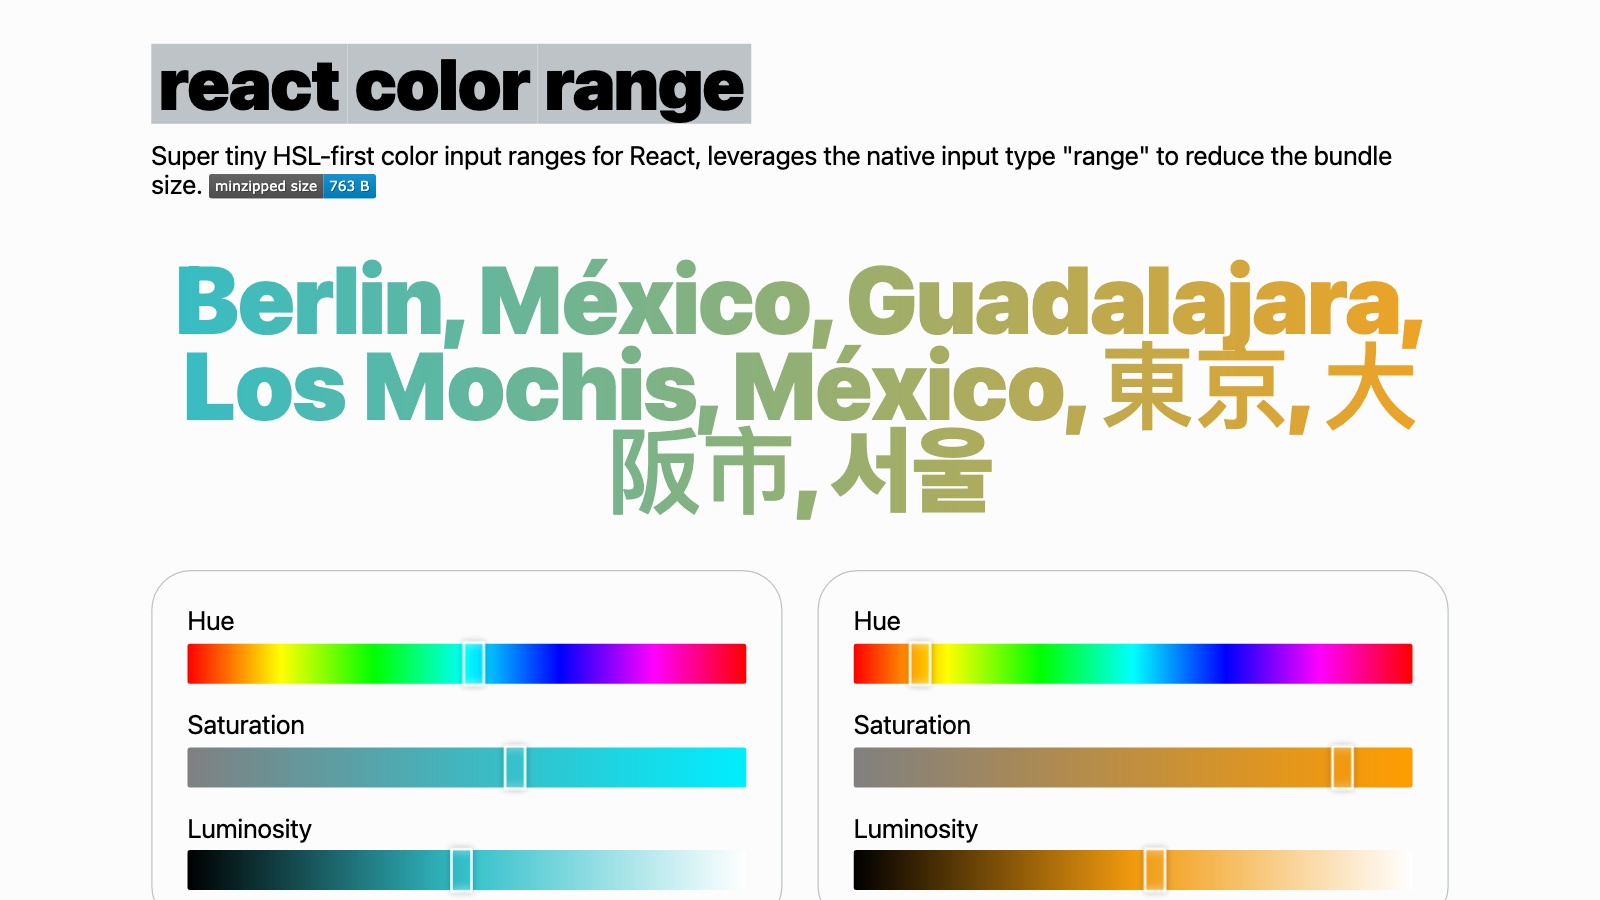 react color range
Super tiny HSL-first color input ranges for React, leverages the native input type "range" to reduce the bundle
size. minzipped size 763 B
Berlin, México, Guadalajara,
Los Mochis, México, 東京, 大
阪市, 서울
Hue
Saturation
Luminosity
Hue
Saturation
Luminosity